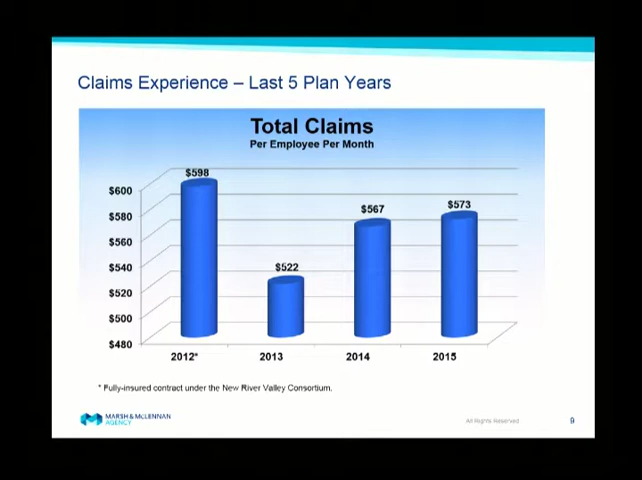 Claims Experience – Last 5 Plan Years
Total Claims
Per Employee Per Month
$598
$522
$567
$573
$600
$580
$560
$540
$520
$500
$480
2012*
2013
2014
2015
* Fully-insured contract under the New River Valley Consortium.
MARSH & MCLENNAN
AGENCY
All Rights Reserved
9